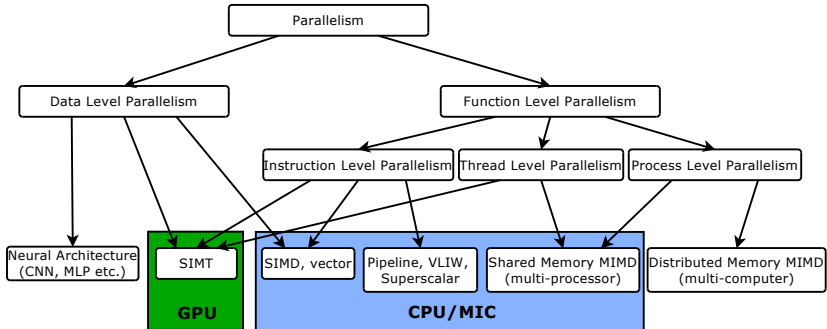 Parallelism
Data Level Parallelism
Function Level Parallelism
Instruction Level Parallelism
Thread Level Parallelism
Process Level Parallelism
Neural Architecture
(CNN, MLP etc.)
SIMT
SIMD, vector
Pipeline, VLIW,
Superscalar
Shared Memory MIMD
(multi-processor)
Distributed Memory MIMD
(multi-computer)
GPU
CPU/MIC